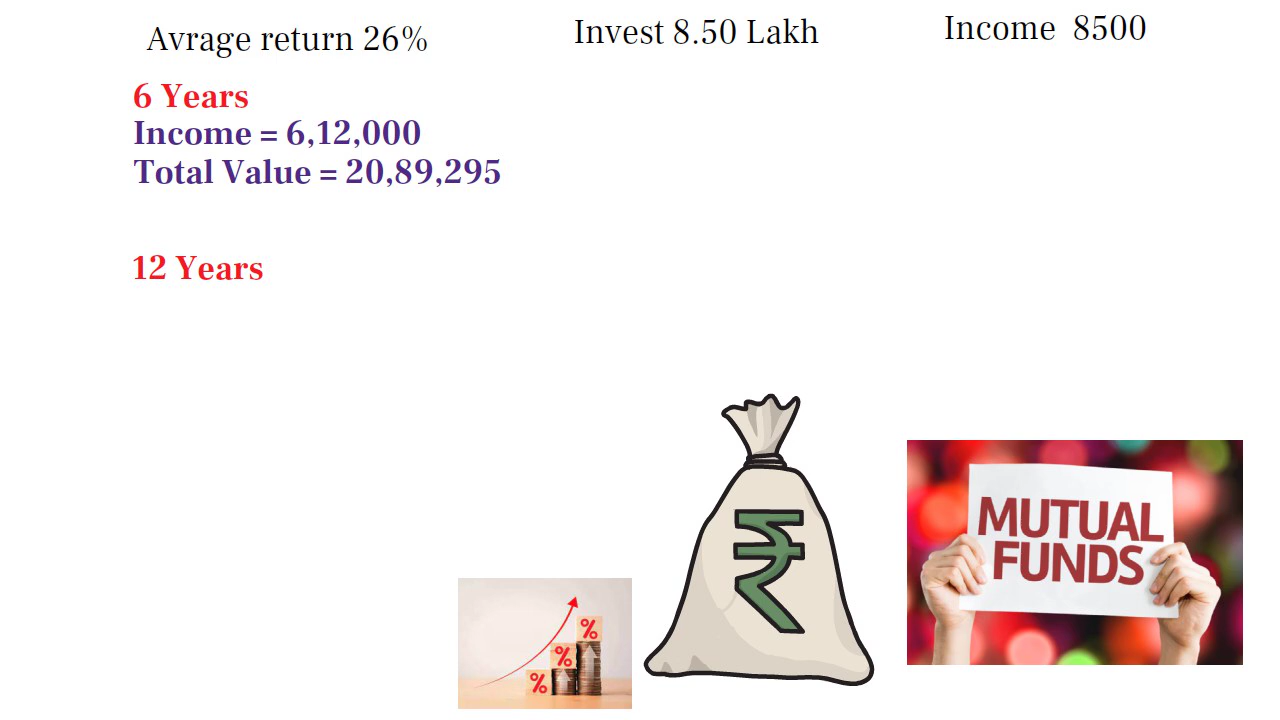 Avrage return 26%
Invest 8.50 Lakh
Income 8500
6 Years
Income = 6,12,000
Total Value = 20,89,295
12 Years
₹
%
%
%
MUTUAL
FUNDS